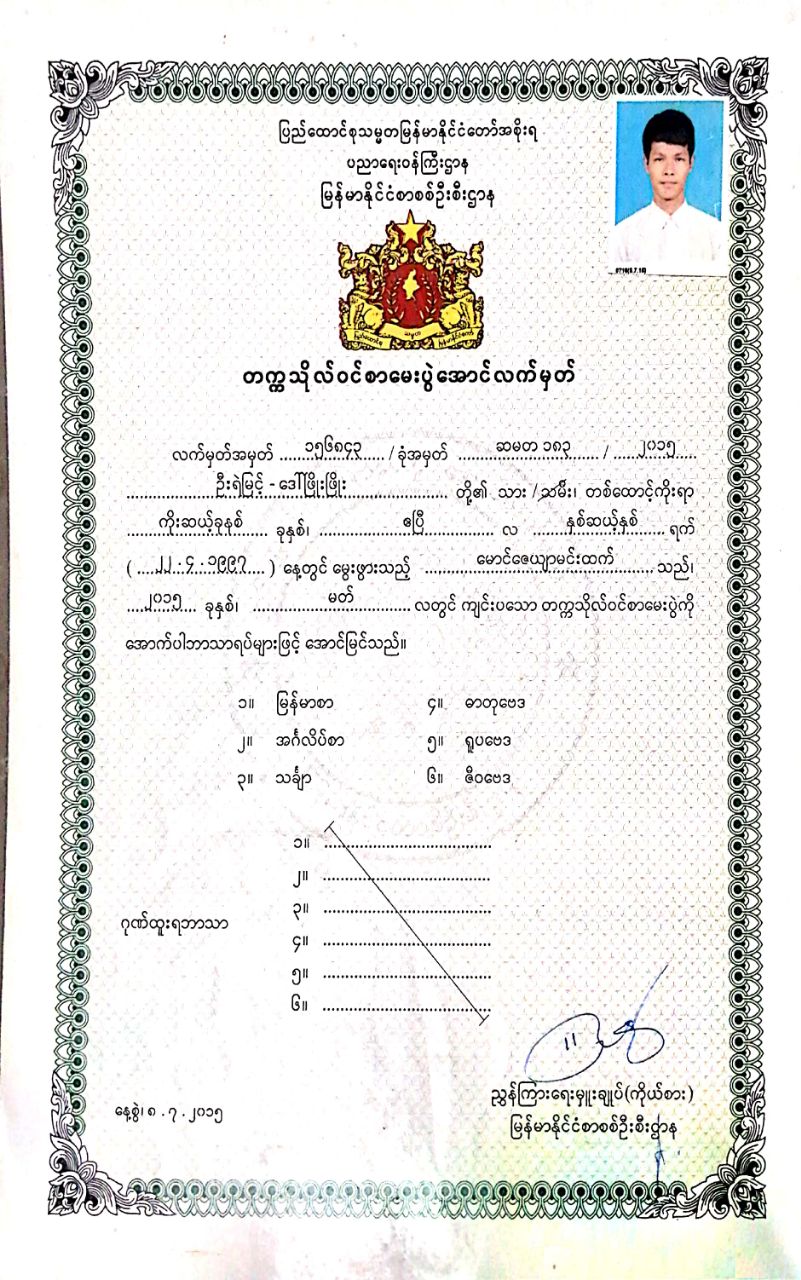 ပြည်ထောင်စုသမ္မတမြန်မာနိုင်ငံတော်အစိုးရ
ပညာရေးဝန်ကြီးဌာန
မြန်မာနိုင်ငံစာစစ်ဦးစီးဌာန
တက္ကသိုလ်ဝင်စာမေးပွဲအောင်လက်မှတ်
လက်မှတ်အမှတ် ၁၅၆၈၄၃ / ခုံအမှတ် ဆမတ ၁၈၃ / ၂၀၁၅
ဦးရဲမြင့် - ဒေါ်ဖြိုးဖြိုး တို့၏ သား / သမီး၊ တစ်ထောင့်ကိုးရာ
ကိုးဆယ့်ခုနစ် ခုနှစ်၊ ဧပြီ လ နှစ်ဆယ့်နှစ် ရက်
( ၂၂ . ၄ . ၁၉၉၇ ) နေ့တွင် မွေးဖွားသည့် မောင်ဇေယျာမင်းထက် သည်၊
၂၀၁၅ ခုနှစ်၊ မတ် လတွင် ကျင်းပသော တက္ကသိုလ်ဝင်စာမေးပွဲကို
အောက်ပါဘာသာရပ်များဖြင့် အောင်မြင်သည်။
၁။ မြန်မာစာ ၄။ ဓာတုဗေဒ
၂။ အင်္ဂလိပ်စာ ၅။ ရူပဗေဒ
၃။ သင်္ချာ ၆။ ဇီဝဗေဒ
၁။
၂။
၃။
ဂုဏ်ထူးရဘာသာ
၄။
၅။
၆။
ညွှန်ကြားရေးမှူးချုပ်(ကိုယ်စား)
နေ့စွဲ၊ ၈ . ၇ . ၂၀၁၅
မြန်မာနိုင်ငံစာစစ်ဦးစီးဌာန